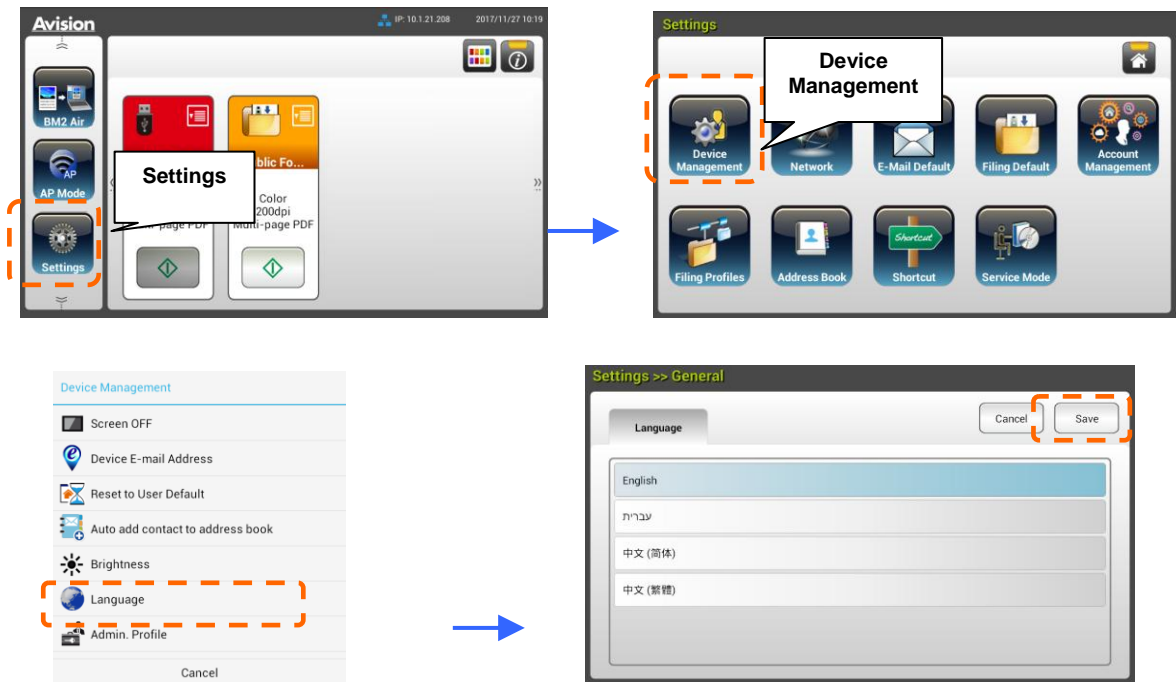 Avision
IP: 10.1.21.208
2017/11/27 10:19
BM2 Air
AP
AP Mode
Settings
Settings
blic Fo...
page PDF
Color
200dpi
Multi-page PDF
Settings
Device
Management
Device
Management
Network
E-Mail Default
Filing Default
Account
Management
Filing Profiles
Address Book
Shortcut
Shortcut
Service Mode
Device Management
Screen OFF
Device E-mail Address
Reset to User Default
Auto add contact to address book
Brightness
Language
Admin. Profile
Cancel
Settings >> General
Language
Cancel
Save
English
עברית
中文 (简体)
中文 (繁體)